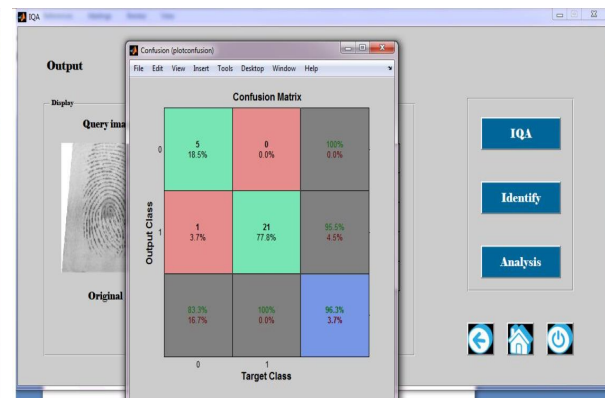 IQA
Output
Confusion (plotconfusion)
File Edit View Insert Tools Desktop Window Help
Display
Query ima
Original
Confusion Matrix
Output Class
0
5
18.5%
0
0.0%
100%
0.0%
1
1
3.7%
21
77.8%
95.5%
4.5%
83.3%
16.7%
100%
0.0%
96.3%
3.7%
0
1
Target Class
IQA
Identify
Analysis